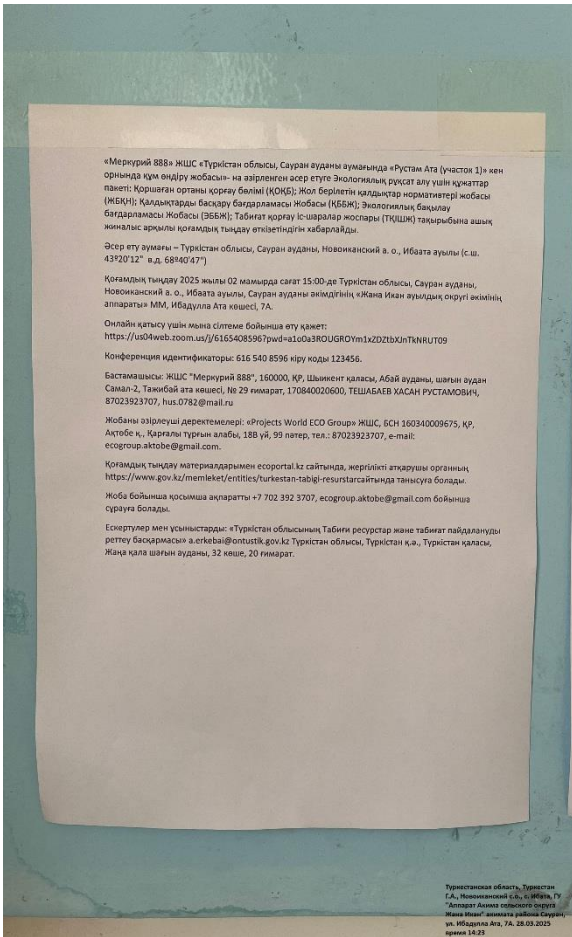 «Меркурий 888» ЖШС «Түркістан облысы, Сауран ауданы аумағында «Рустам Ата (участок 1)» кен
орнында құм өндіру жобасы»- на әзірленген әсер етуге Экологиялық рұқсат алу үшін құжаттар
пакеті: Қоршаған ортаны қорғау бөлімі (ҚОҚБ); Жол берілетін қалдықтар нормативтері жобасы
(ЖБҚН); Қалдықтарды басқару бағдарламасы Жобасы (ҚББЖ); Экологиялық бақылау
бағдарламасы Жобасы (ЭББЖ); Табиғат қорғау іс-шаралар жоспары (ТҚІШЖ) тақырыбына ашық
жиналыс арқылы қоғамдық тыңдау өткізетіндігін хабарлайды.
Әсер ету аумағы – Түркістан облысы, Сауран ауданы, Новоиканский а. о., Ибаата ауылы (с.ш.
43º20'12" в.д. 68º40'47")
Қоғамдық тыңдау 2025 жылы 02 мамырда сағат 15:00-де Түркістан облысы, Сауран ауданы,
Новоиканский а. о., Ибаата ауылы, Сауран ауданы әкімдігінің «Жана Икан ауылдық округі әкімінің
аппараты» ММ, Ибадулла Ата көшесі, 7А.
Онлайн қатысу үшін мына сілтеме бойынша өту қажет:
https://us04web.zoom.us/j/6165408596?pwd=a1o0a3ROUGROYm1xZDZtbXJnTkNRUT09
Конференция идентификаторы: 616 540 8596 кіру коды 123456.
Бастамашысы: ЖШС "Меркурий 888", 160000, ҚР, Шымкент қаласы, Абай ауданы, шағын аудан
Самал-2, Тажибай ата көшесі, № 29 ғимарат, 170840020600, ТЕШАБАЕВ ХАСАН РУСТАМОВИЧ,
87023923707, hus.0782@mail.ru
Жобаны әзірлеуші деректемелері: «Projects World ECO Group» ЖШС, БСН 160340009675, ҚР,
Ақтобе қ., Қарғалы тұрғын алабы, 18В үй, 99 пәтер, тел.: 87023923707, e-mail:
ecogroup.aktobe@gmail.com.
Қоғамдық тыңдау материалдарымен ecoportal.kz сайтында, жергілікті атқарушы органның
https://www.gov.kz/memleket/entities/turkestan-tabigi-resurstarсайтында танысуға болады.
Жоба бойынша қосымша ақпаратты +7 702 392 3707, ecogroup.aktobe@gmail.com бойынша
сұрауға болады.
Ескертулер мен ұсыныстарды: «Түркістан облысының Табиғи ресурстар және табиғат пайдалануды
реттеу басқармасы» a.erkebai@ontustik.gov.kz Түркістан облысы, Түркістан қ.ә., Түркістан қаласы,
Жаңа қала шағын ауданы, 32 көше, 20 ғимарат.
Туркестанская область, Туркестан
Г.А., Новоиканский с.о., с. Ибата, ГУ
"Аппарат Акима сельского округа
Жана Икан" акимата района Сауран,
ул. Ибадулла Ата, 7А. 28.03.2025
время 14:23